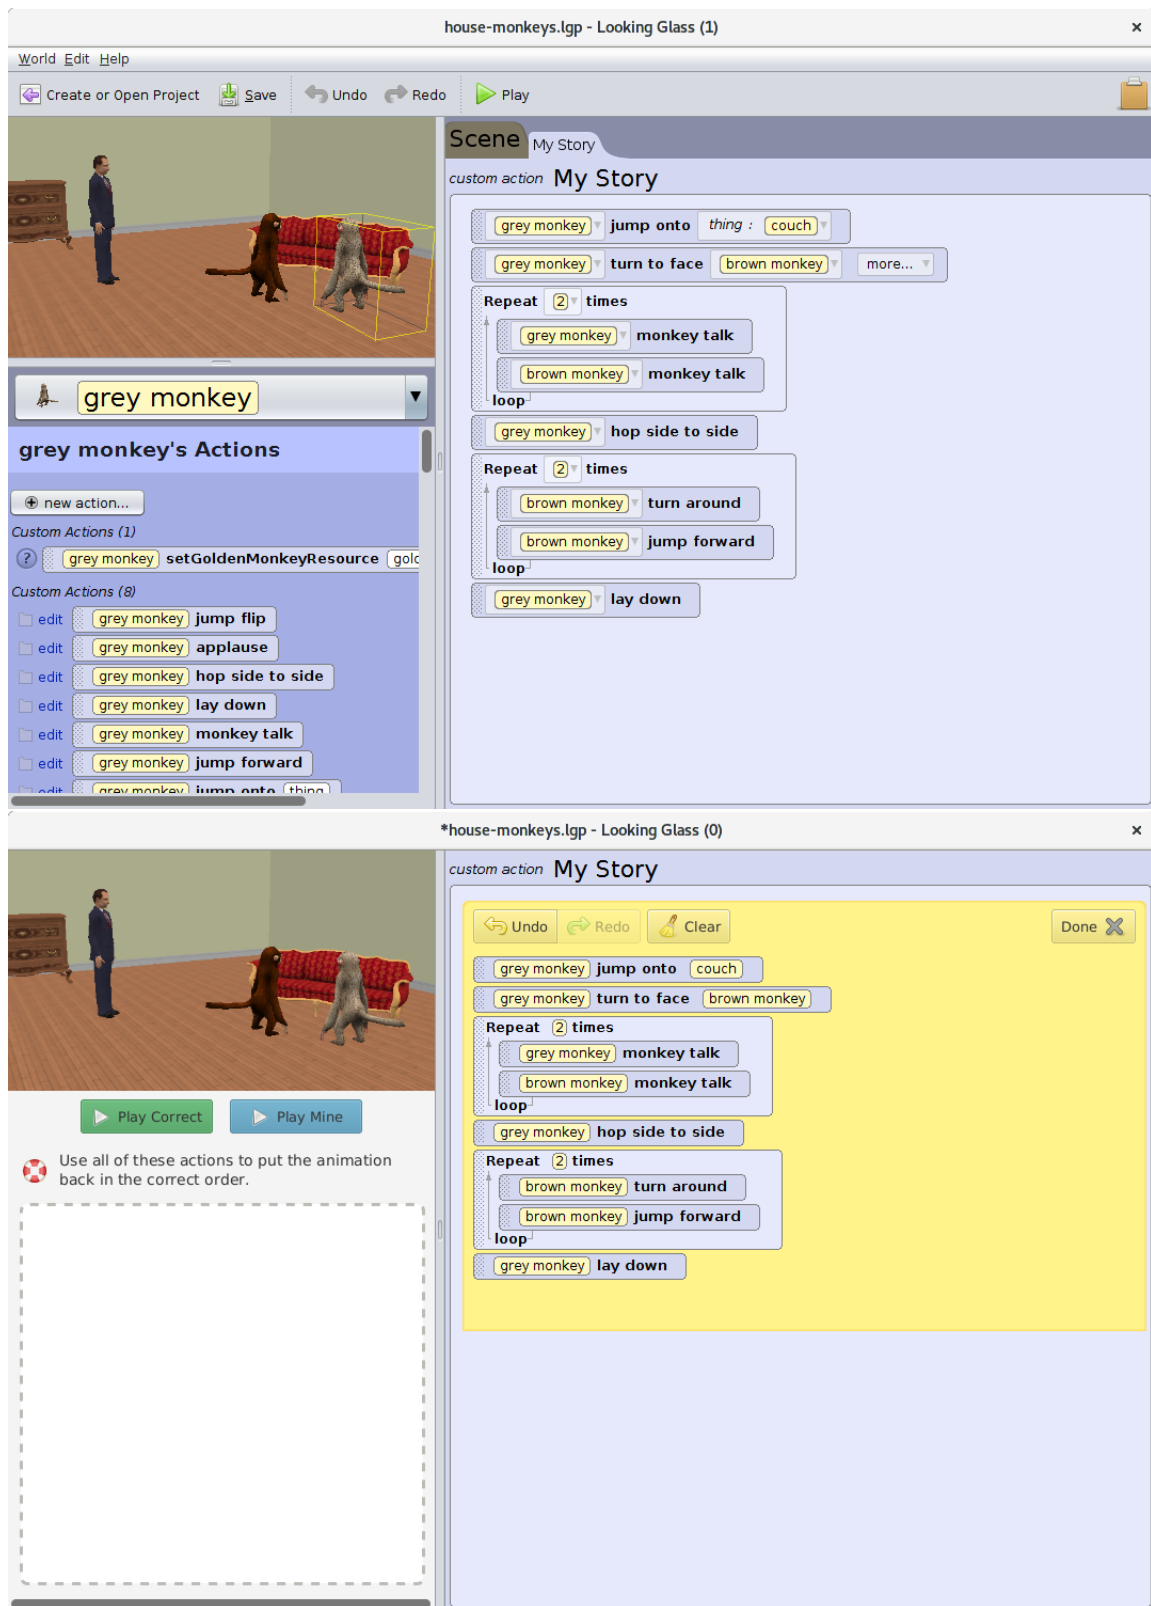 house-monkeys.lgp - Looking Glass (1)
World Edit Help
Create or Open Project Save Undo Redo Play
Scene My Story
custom action My Story
grey monkey jump onto thing : couch
grey monkey turn to face brown monkey more...
Repeat 2 times
grey monkey monkey talk
brown monkey monkey talk
loop
grey monkey hop side to side
Repeat 2 times
brown monkey turn around
brown monkey jump forward
loop
grey monkey lay down
grey monkey
grey monkey's Actions
new action...
Custom Actions (1)
? grey monkey setGoldenMonkeyResource gold
Custom Actions (8)
edit grey monkey jump flip
edit grey monkey applause
edit grey monkey hop side to side
edit grey monkey lay down
edit grey monkey monkey talk
edit grey monkey jump forward
edit grey monkey jump onto thing
*house-monkeys.lgp - Looking Glass (0)
custom action My Story
Undo Redo Clear Done
grey monkey jump onto couch
grey monkey turn to face brown monkey
Repeat 2 times
grey monkey monkey talk
brown monkey monkey talk
loop
grey monkey hop side to side
Repeat 2 times
brown monkey turn around
brown monkey jump forward
loop
grey monkey lay down
Play Correct Play Mine
Use all of these actions to put the animation
back in the correct order.